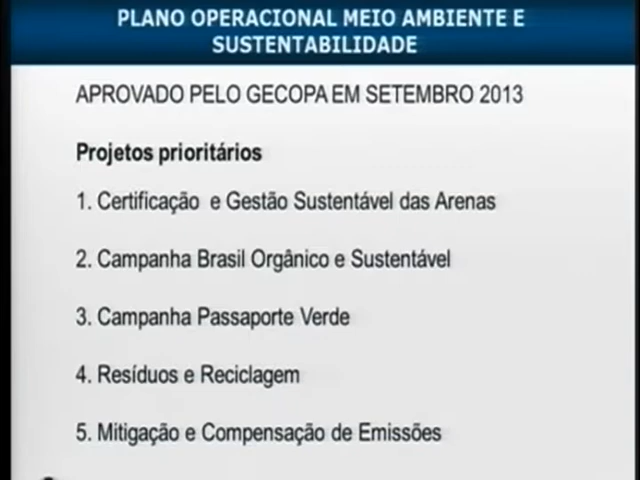 PLANO OPERACIONAL MEIO AMBIENTE E
SUSTENTABILIDADE
APROVADO PELO GECOPA EM SETEMBRO 2013
Projetos prioritários
1. Certificação e Gestão Sustentável das Arenas
2. Campanha Brasil Orgânico e Sustentável
3. Campanha Passaporte Verde
4. Resíduos e Reciclagem
5. Mitigação e Compensação de Emissões